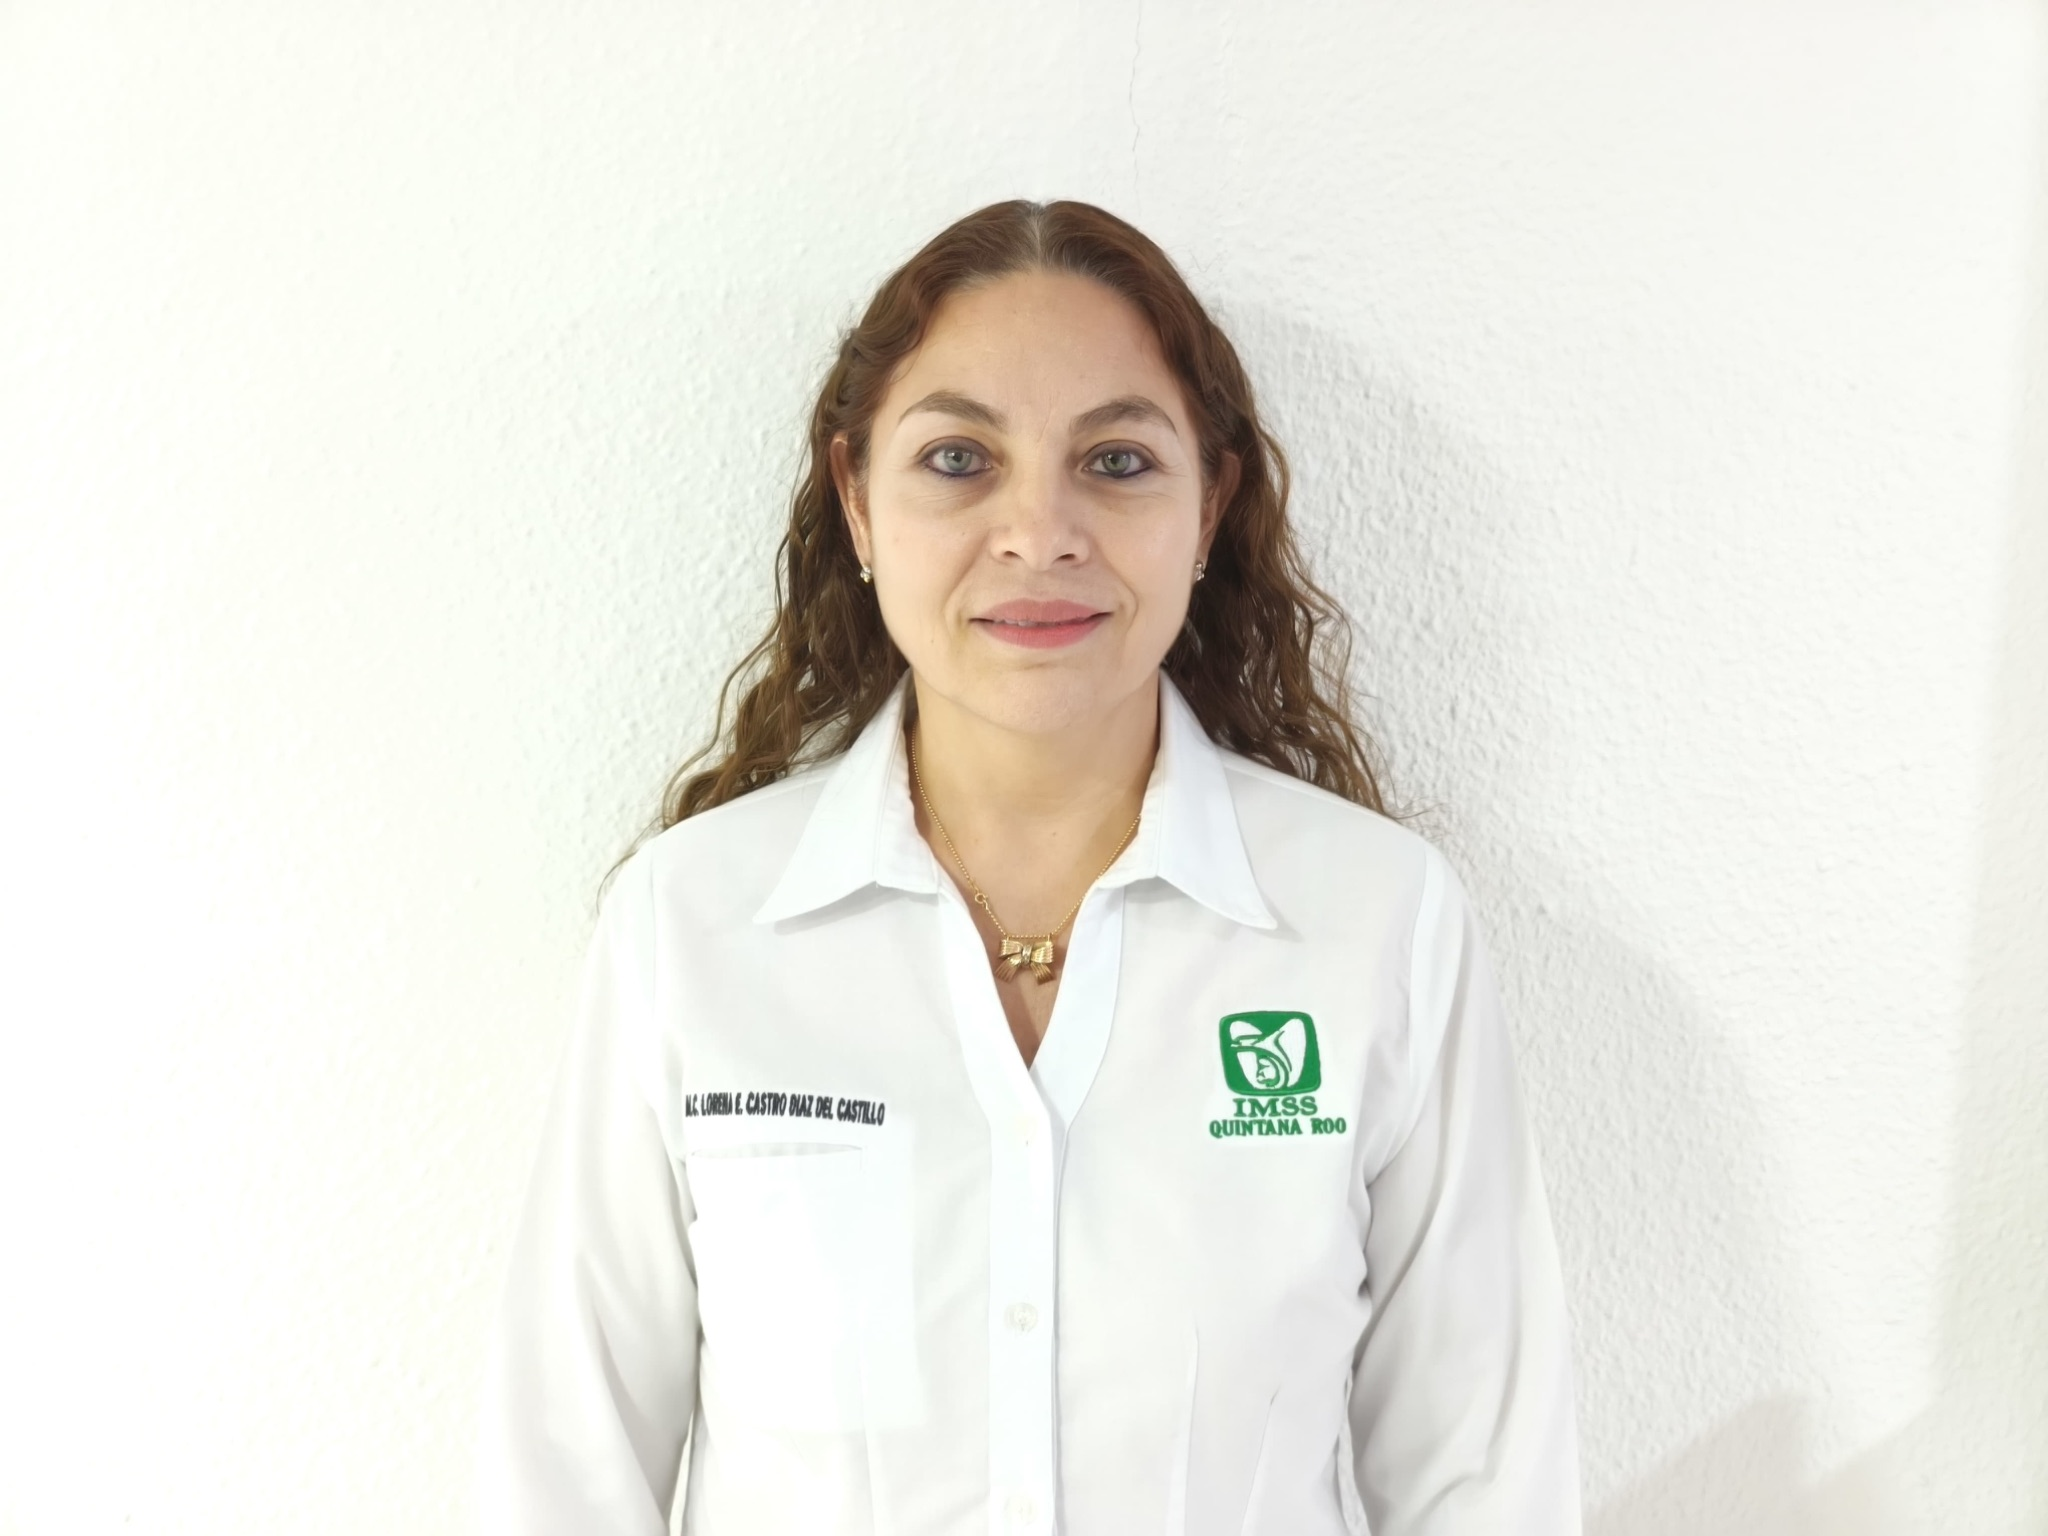 M.C. LORENA E. CASTRO DIAZ DEL CASTILLO
IMSS
QUINTANA ROO